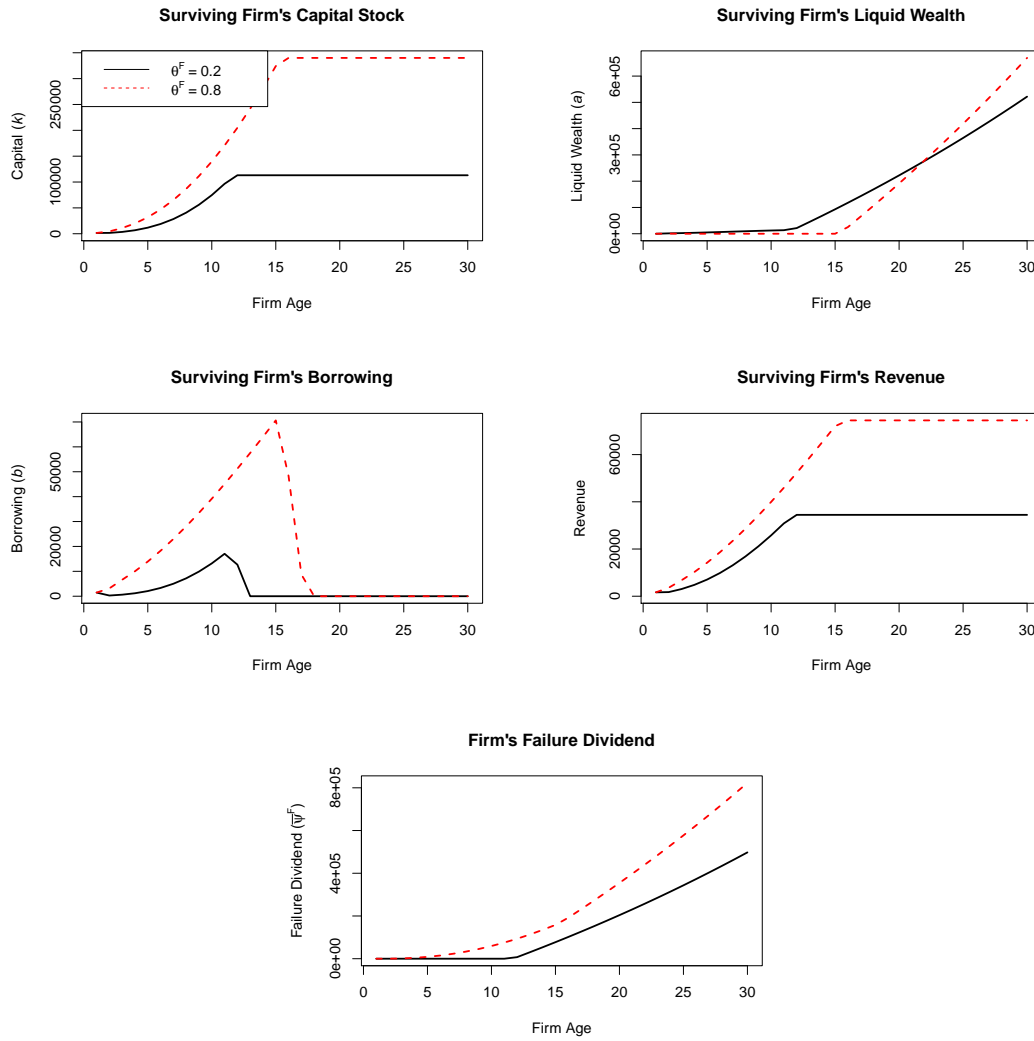 Surviving Firm's Capital Stock
θF = 0.2
θF = 0.8
Capital (k)
0
100000
250000
0 5 10 15 20 25 30
Firm Age
Surviving Firm's Liquid Wealth
Liquid Wealth (a)
0e+00
3e+05
6e+05
0 5 10 15 20 25 30
Firm Age
Surviving Firm's Borrowing
Borrowing (b)
0
20000
50000
0 5 10 15 20 25 30
Firm Age
Surviving Firm's Revenue
Revenue
0
20000
60000
0 5 10 15 20 25 30
Firm Age
Firm's Failure Dividend
Failure Dividend (ψ̅F)
0e+00
4e+05
8e+05
0 5 10 15 20 25 30
Firm Age